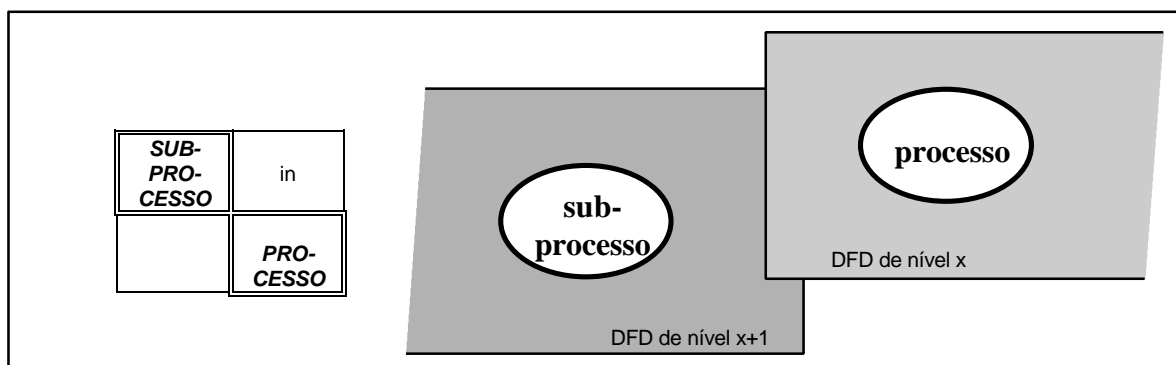 SUB-
PRO-
CESSO
in
PRO-
CESSO
sub-
processo
DFD de nível x+1
processo
DFD de nível x